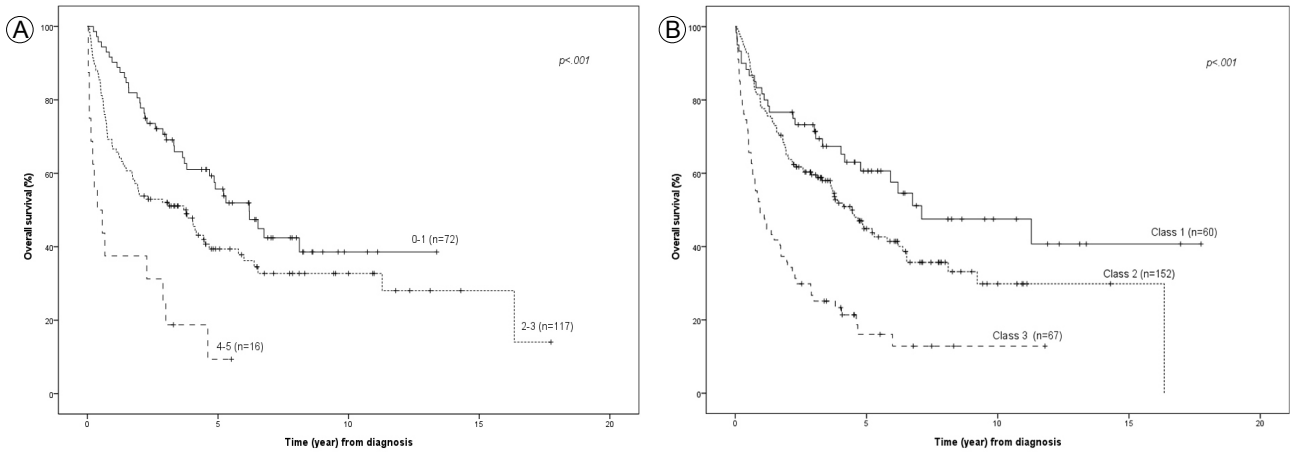 A
p<.001
100
80
60
40
20
0
Overall survival (%)
0-1 (n=72)
2-3 (n=117)
4-5 (n=16)
0 5 10 15 20
Time (year) from diagnosis
B
p<.001
100
80
60
40
20
0
Overall survival (%)
Class 1 (n=60)
Class 2 (n=152)
Class 3 (n=67)
0 5 10 15 20
Time (year) from diagnosis